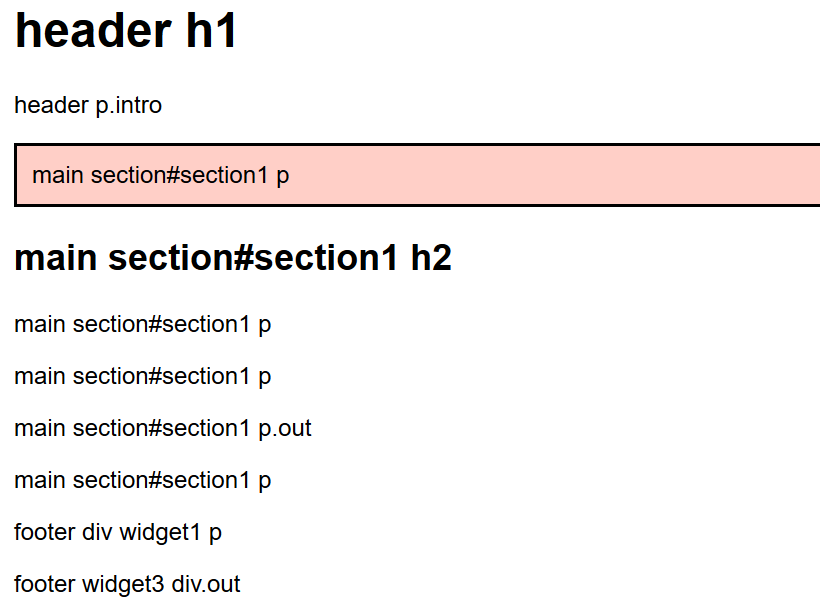 header h1
header p.intro
main section#section1 p
main section#section1 h2
main section#section1 p
main section#section1 p
main section#section1 p.out
main section#section1 p
footer div widget1 p
footer widget3 div.out